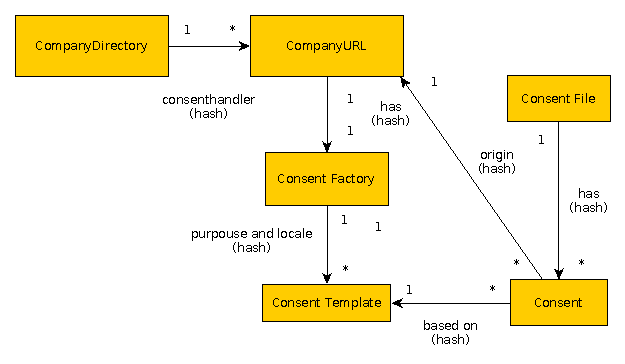 CompanyDirectory
1
*
CompanyURL
consenthandler
(hash)
1
1
has
(hash)
1
Consent File
1
origin
(hash)
has
(hash)
Consent Factory
1
1
purpouse and locale
(hash)
*
*
*
Consent Template
1
*
Consent
based on
(hash)